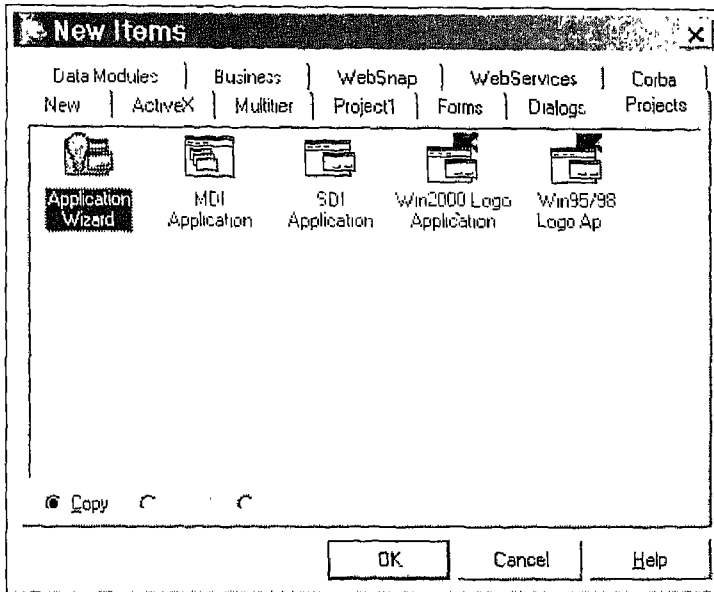 New Items
Data Modules Business WebSnap WebServices Corba
New ActiveX Multitier Project1 Forms Dialogs Projects
Application Wizard
MDI Application
SDI Application
Win2000 Logo Application
Win95/98 Logo Ap
Copy
OK Cancel Help